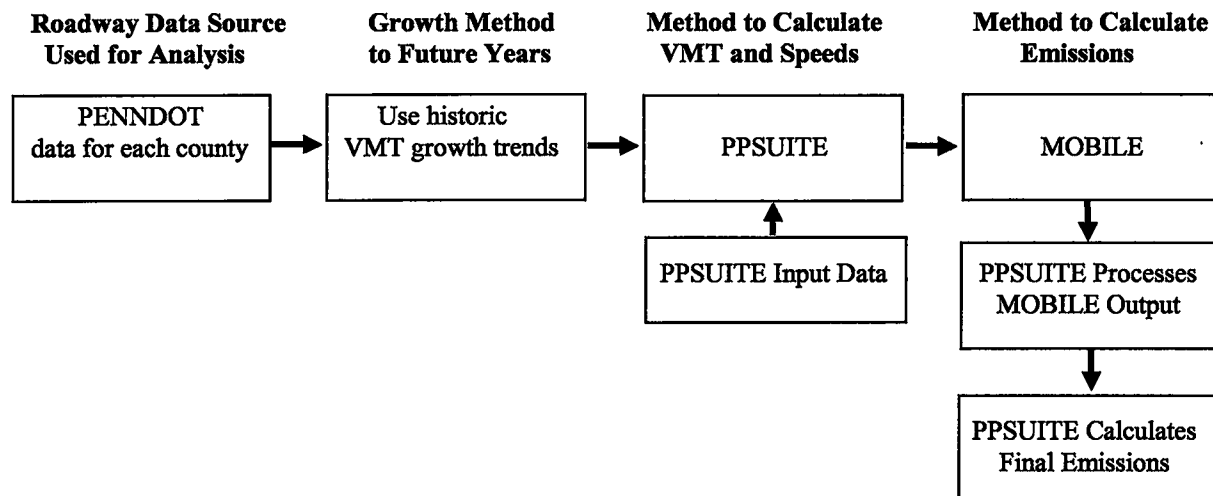 Roadway Data Source
Used for Analysis
Growth Method
to Future Years
Method to Calculate
VMT and Speeds
Method to Calculate
Emissions
PENNDOT
data for each county
Use historic
VMT growth trends
PPSUITE
MOBILE
PPSUITE Input Data
PPSUITE Processes
MOBILE Output
PPSUITE Calculates
Final Emissions